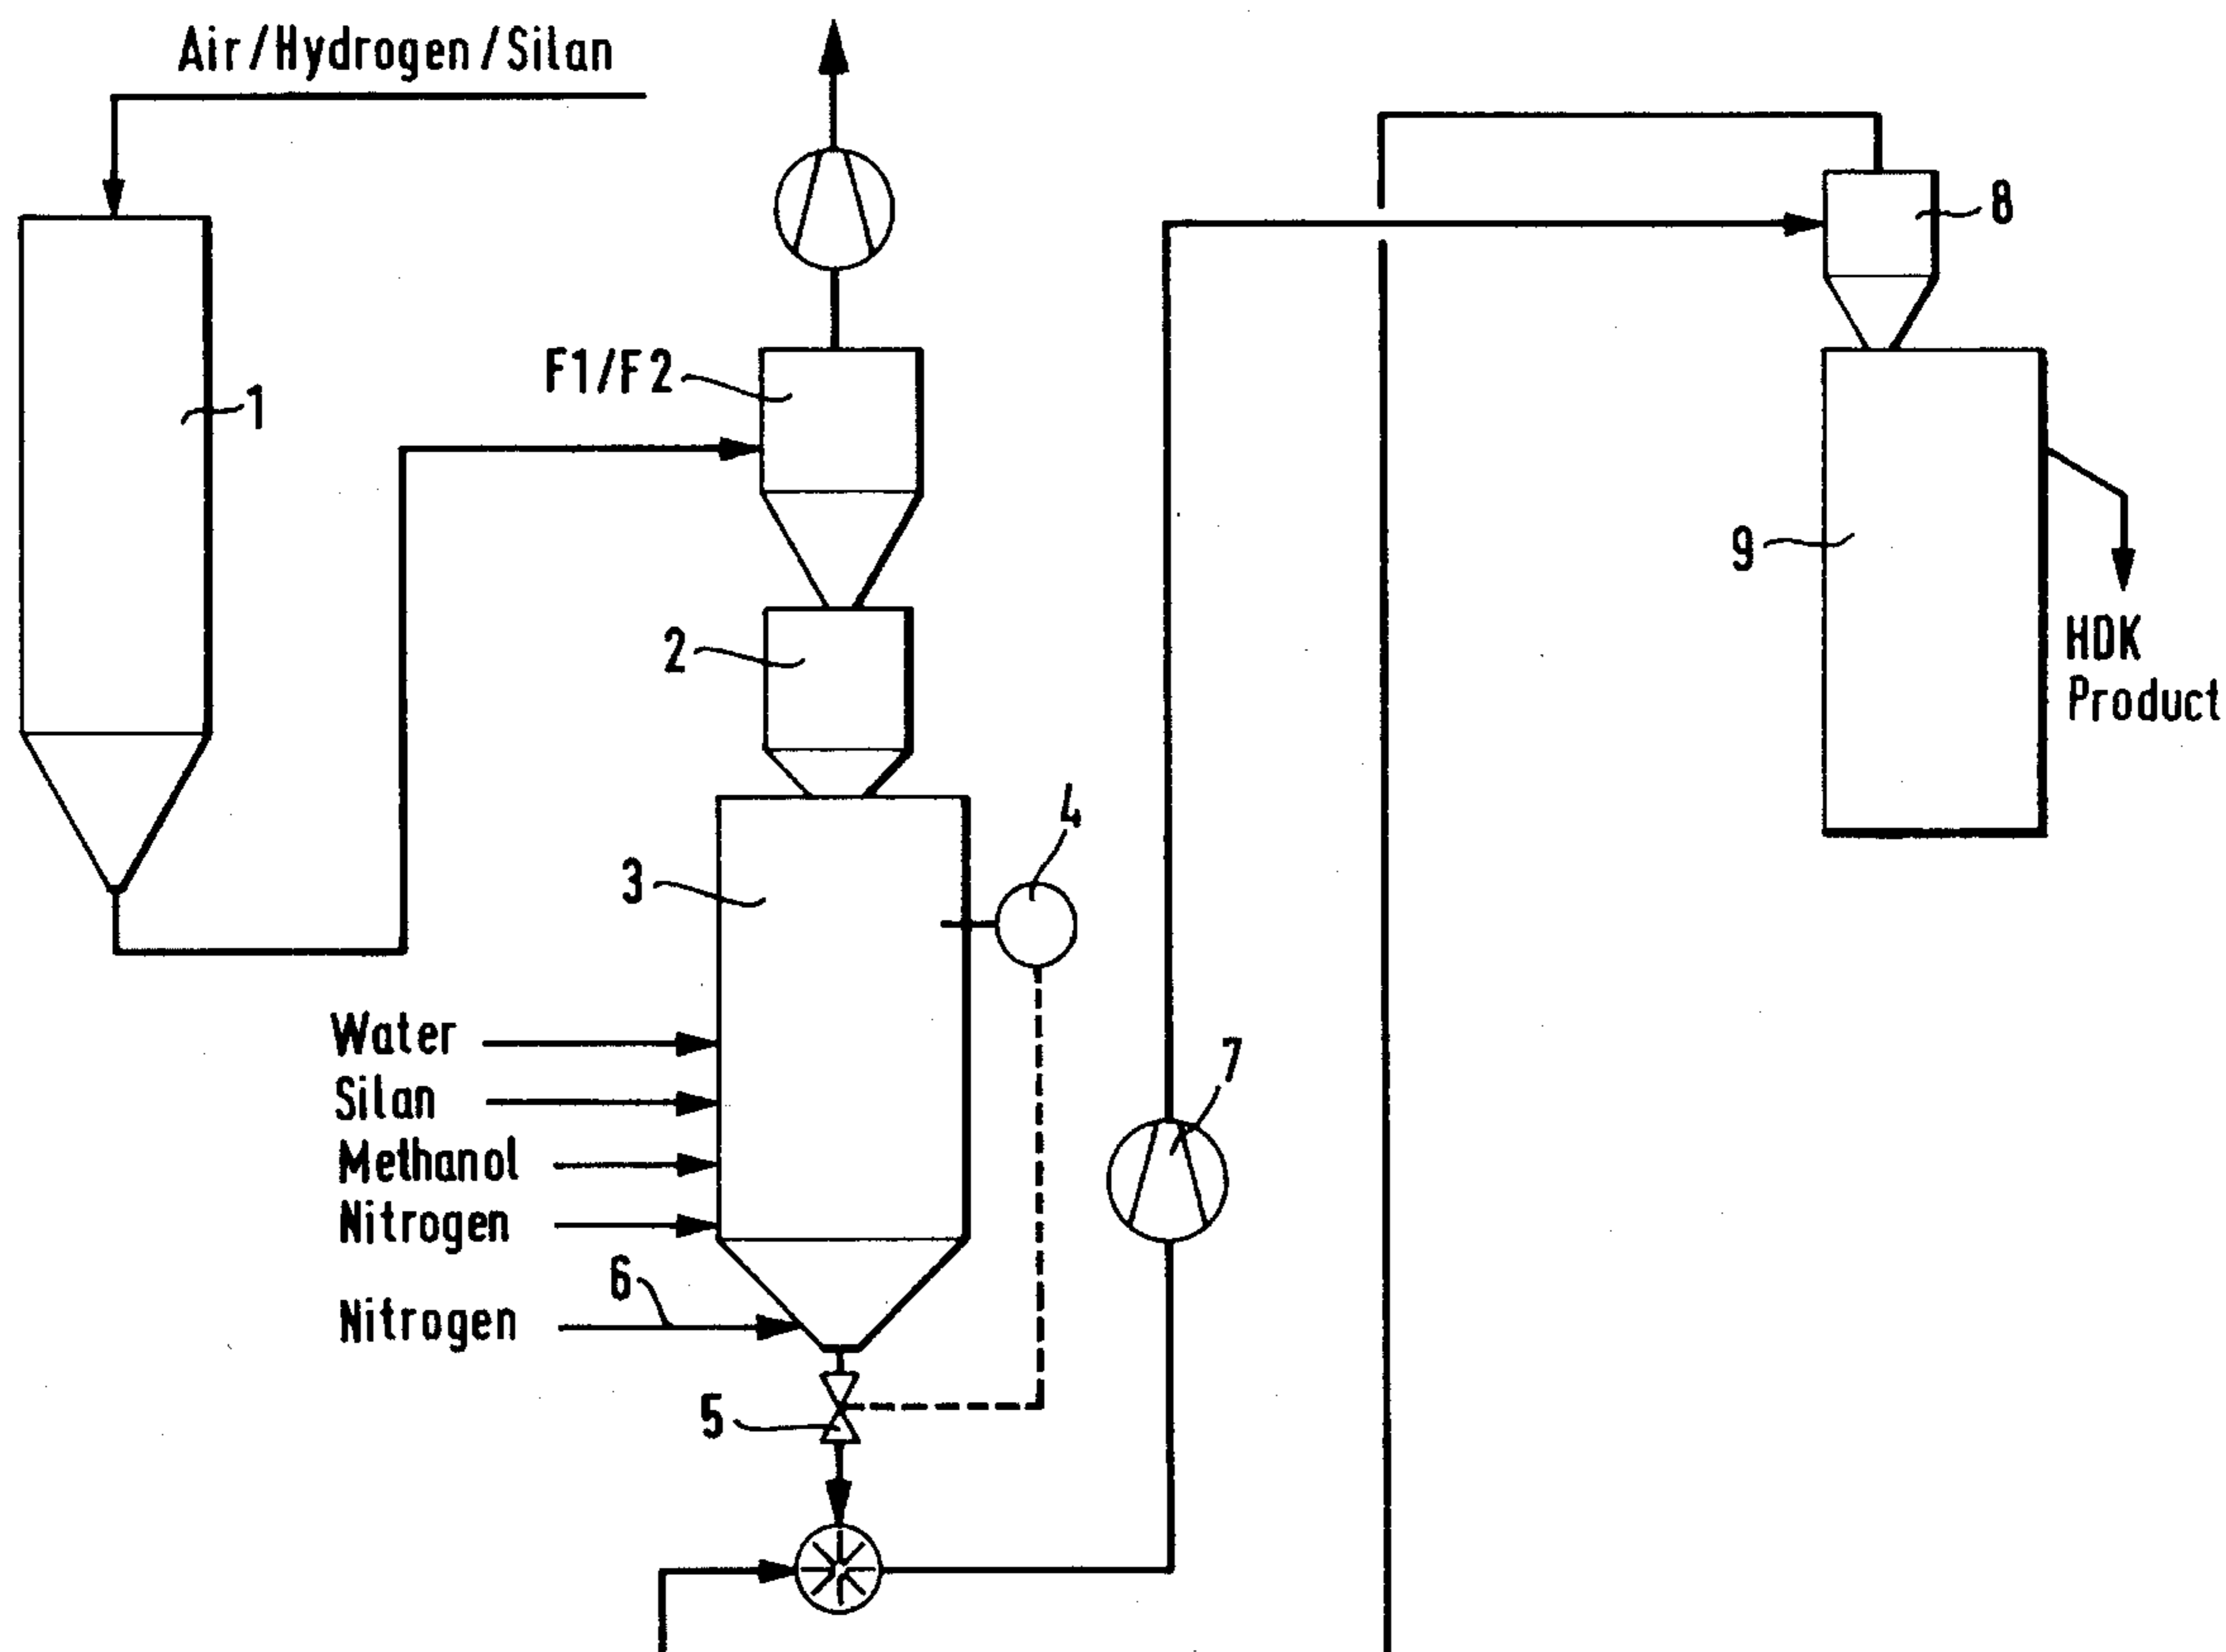 Air/Hydrogen/Silan
8
F1/F2
1
9
2
HDK
Product
4
3
Water
7
Silan
Methanol
Nitrogen
6
Nitrogen
5